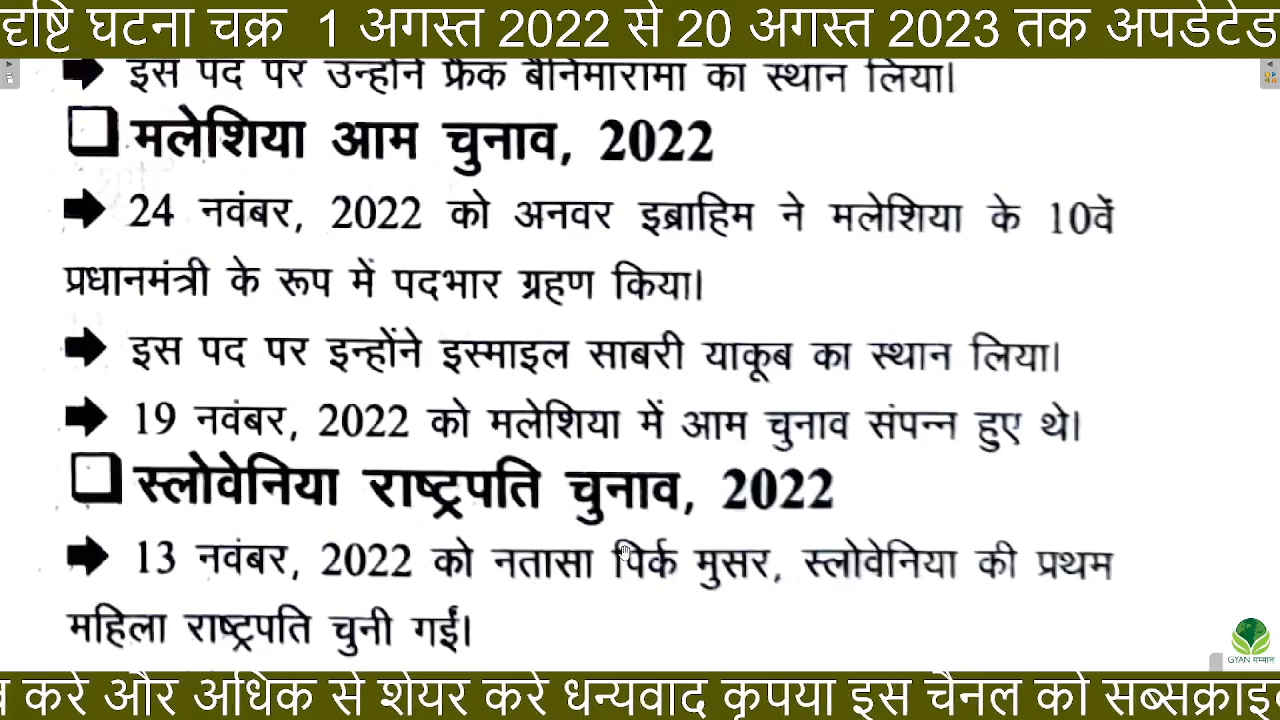 दृष्टि घटना चक्र 1 अगस्त 2022 से 20 अगस्त 2023 तक अपडेटेड
इस पद पर उन्होंने फ्रैंक बैनिमारामा का स्थान लिया।
मलेशिया आम चुनाव, 2022
24 नवंबर, 2022 को अनवर इब्राहिम ने मलेशिया के 10वें
प्रधानमंत्री के रूप में पदभार ग्रहण किया।
इस पद पर इन्होंने इस्माइल साबरी याकूब का स्थान लिया।
19 नवंबर, 2022 को मलेशिया में आम चुनाव संपन्न हुए थे।
स्लोवेनिया राष्ट्रपति चुनाव, 2022
13 नवंबर, 2022 को नतासा पिर्क मुसर, स्लोवेनिया की प्रथम
महिला राष्ट्रपति चुनी गईं।
GYAN सम्मान
करे और अधिक से शेयर करे धन्यवाद कृपया इस चैनल को सब्सक्राइ